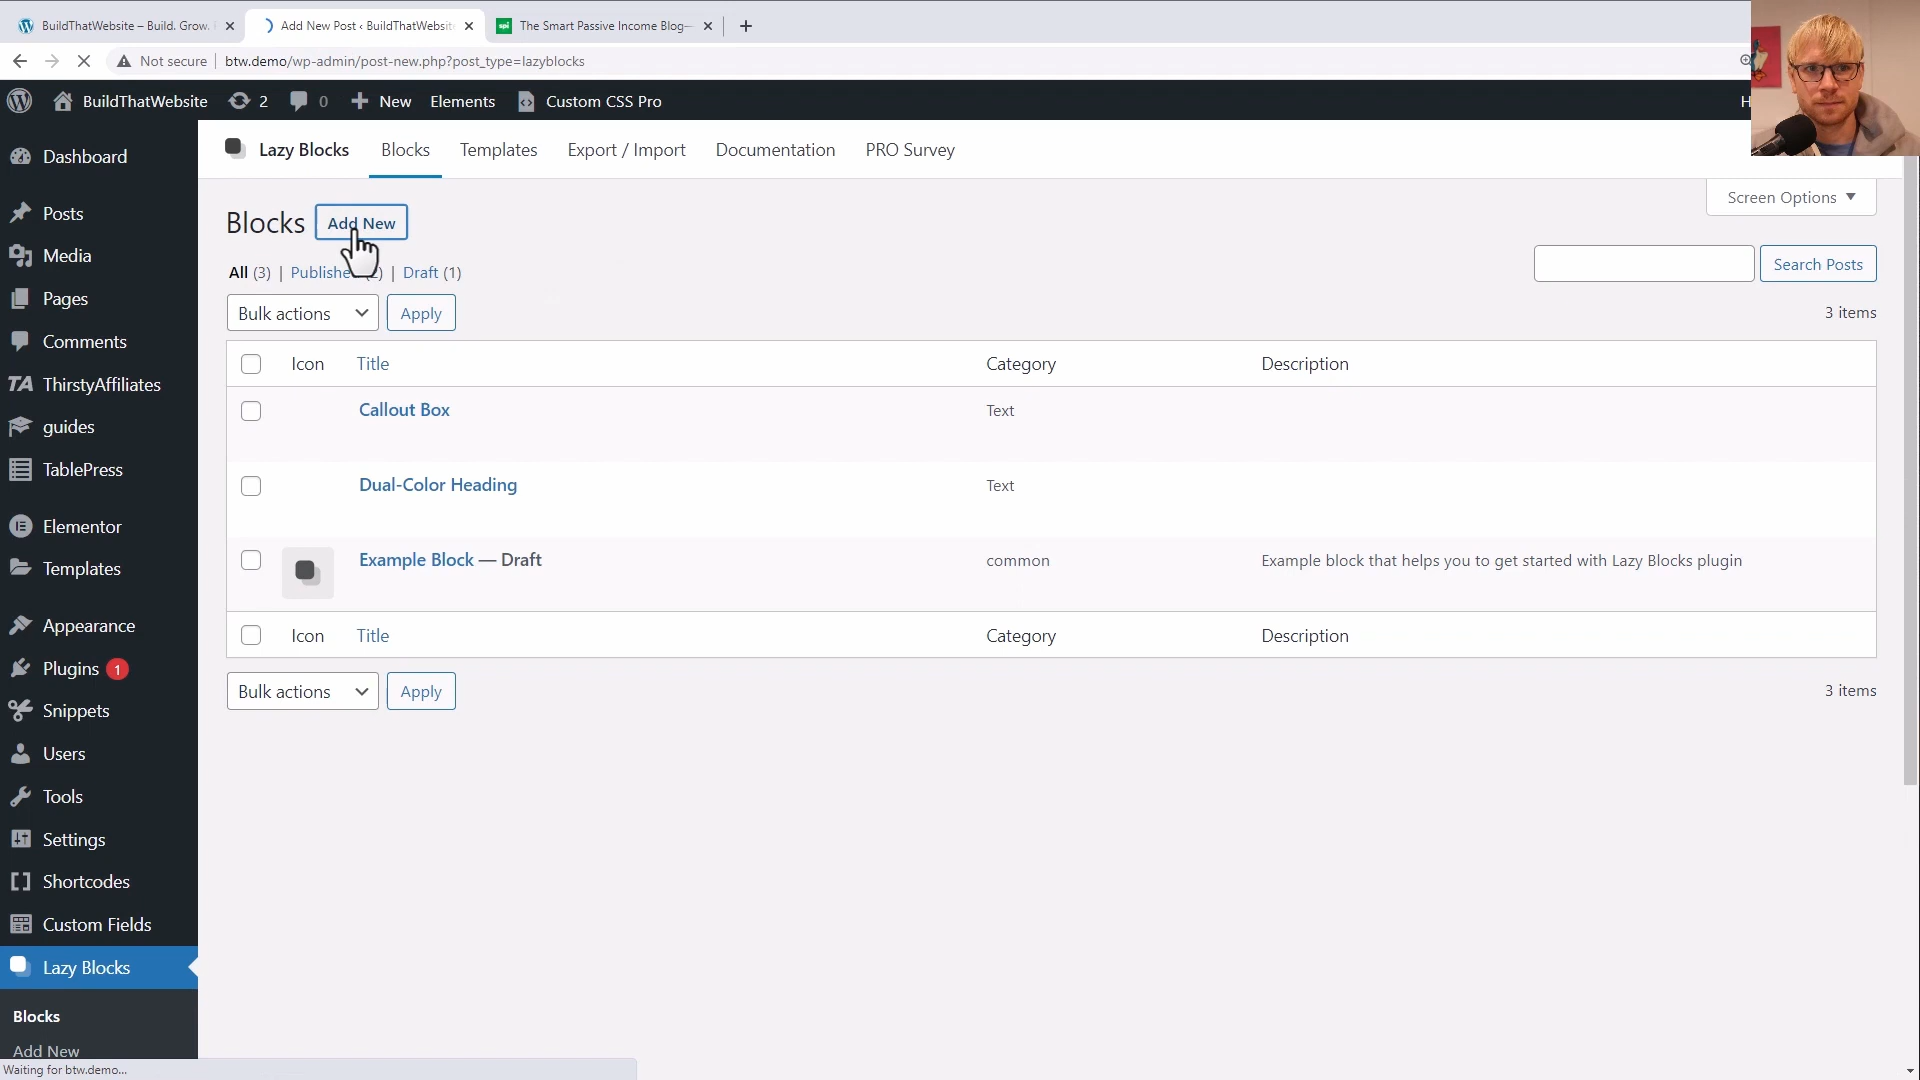 BuildThatWebsite – Build. Grow.
Add New Post ‹ BuildThatWebsite
spi
The Smart Passive Income Blog—
Not secure
btw.demo/wp-admin/post-new.php?post_type=lazyblocks
BuildThatWebsite
2
0
New
Elements
Custom CSS Pro
H
Dashboard
Posts
Media
Pages
Comments
TA ThirstyAffiliates
guides
TablePress
Elementor
Templates
Appearance
Plugins 1
Snippets
Users
Tools
Settings
Shortcodes
Custom Fields
Lazy Blocks
Blocks
Add New
Waiting for btw.demo...
Lazy Blocks
Blocks
Templates
Export / Import
Documentation
PRO Survey
Screen Options
Blocks
Add New
All (3) | Publishe 2) | Draft (1)
Search Posts
Bulk actions
Apply
3 items
Icon
Title
Category
Description
Callout Box
Text
Dual-Color Heading
Text
Example Block — Draft
common
Example block that helps you to get started with Lazy Blocks plugin
Icon
Title
Category
Description
Bulk actions
Apply
3 items